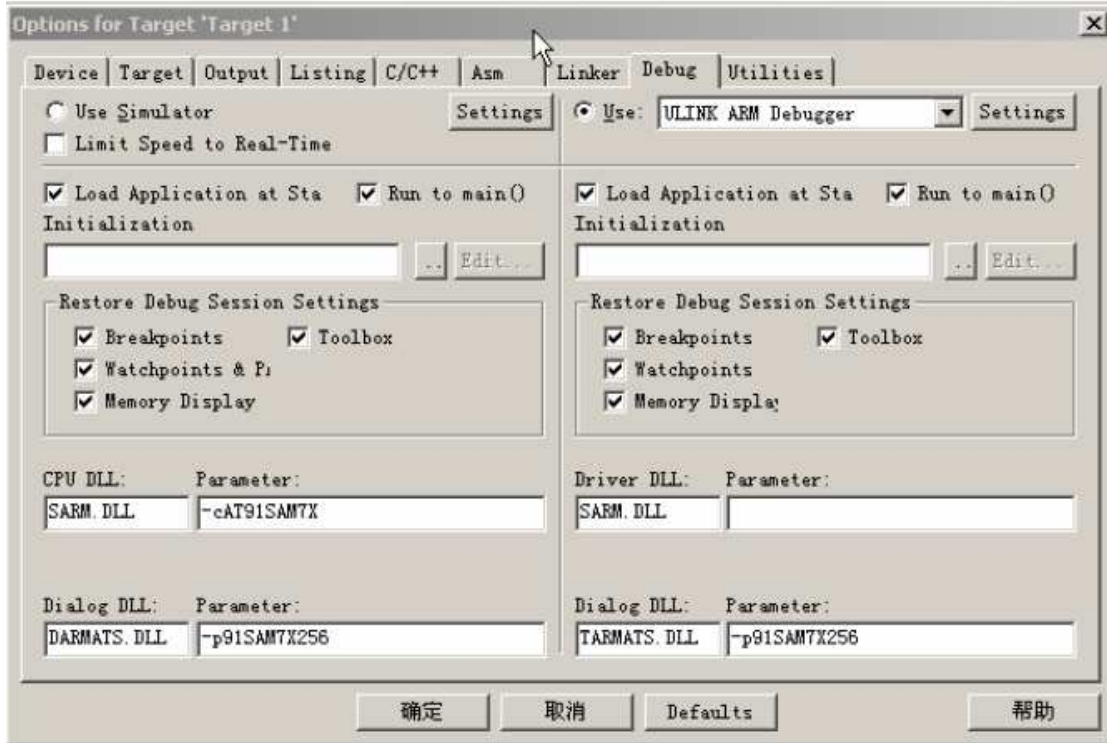 Options for Target 'Target 1'
Device Target Output Listing C/C++ Asm Linker Debug Utilities
Use Simulator Settings Use: ULINK ARM Debugger Settings
Limit Speed to Real-Time
Load Application at Sta Run to main() Load Application at Sta Run to main()
Initialization Initialization
.. Edit... .. Edit...
Restore Debug Session Settings Restore Debug Session Settings
Breakpoints Toolbox Breakpoints Toolbox
Watchpoints & Pa Watchpoints
Memory Display Memory Display
CPU DLL: Parameter: Driver DLL: Parameter:
SARM.DLL -cAT91SAM7X SARM.DLL
Dialog DLL: Parameter: Dialog DLL: Parameter:
DARMATS.DLL -p91SAM7X256 TARMATS.DLL -p91SAM7X256
确定 取消 Defaults 帮助